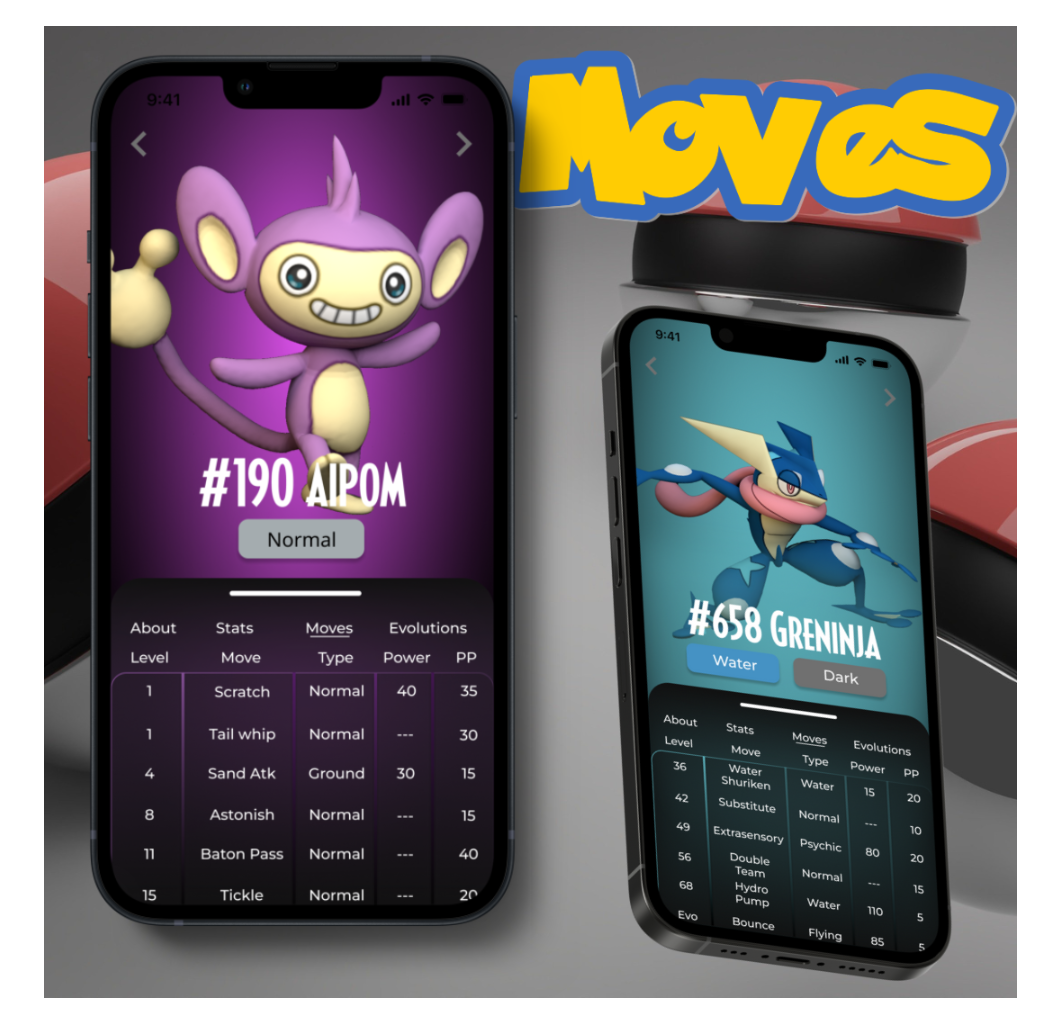 Moves
9:41
#190 AIPOM
Normal
About Stats Moves Evolutions
Level Move Type Power PP
1 Scratch Normal 40 35
1 Tail whip Normal --- 30
4 Sand Atk Ground 30 15
8 Astonish Normal --- 15
11 Baton Pass Normal --- 40
15 Tickle Normal --- 20
9:41
#658 GRENINJA
Water Dark
About Stats Moves Evolutions
Level Move Type Power PP
36 Water Shuriken Water 15 20
42 Substitute Normal --- 10
49 Extrasensory Psychic 80 20
56 Double Team Normal --- 15
68 Hydro Pump Water 110 5
Evo Bounce Flying 85 5